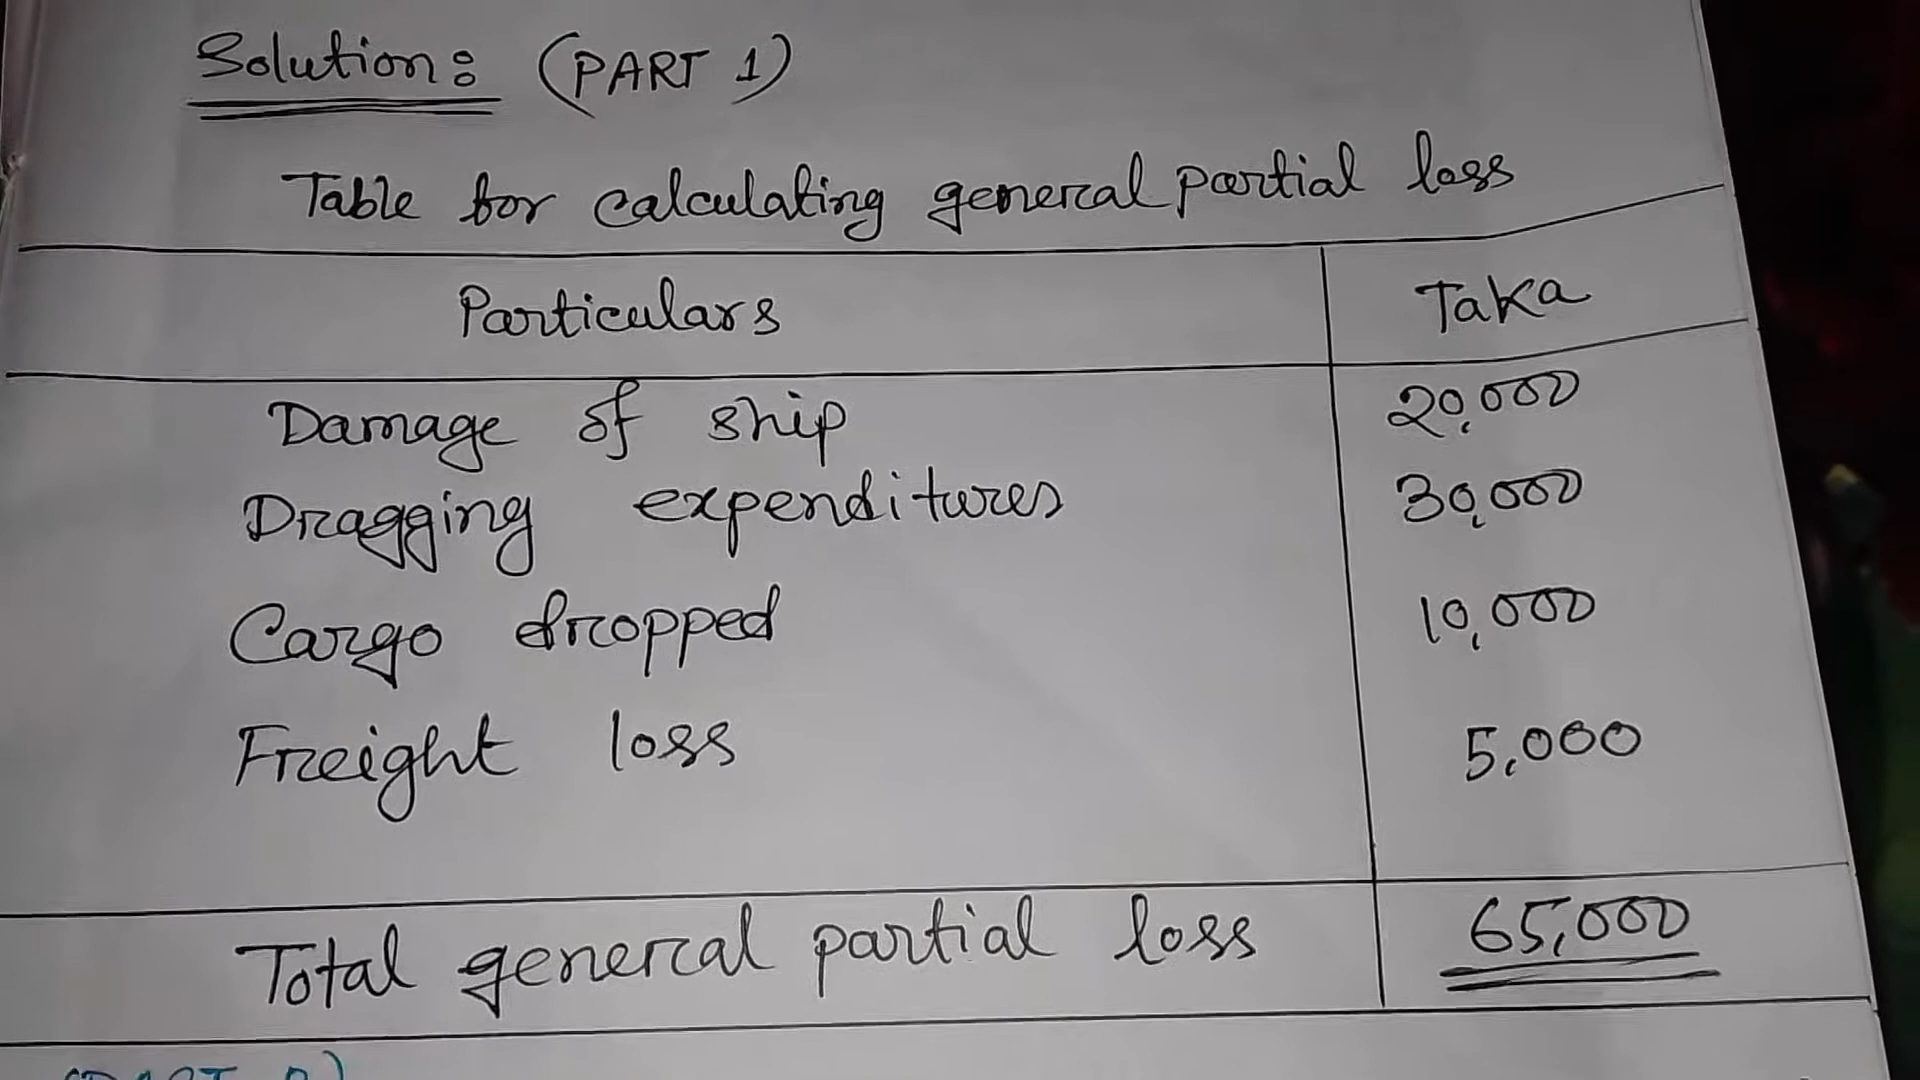 Solution: (PART 1)
Table for calculating general partial loss
Particulars Taka
Damage of ship 20,000
Dragging expenditures 30,000
Cargo dropped 10,000
Freight loss 5,000
Total general partial loss 65,000